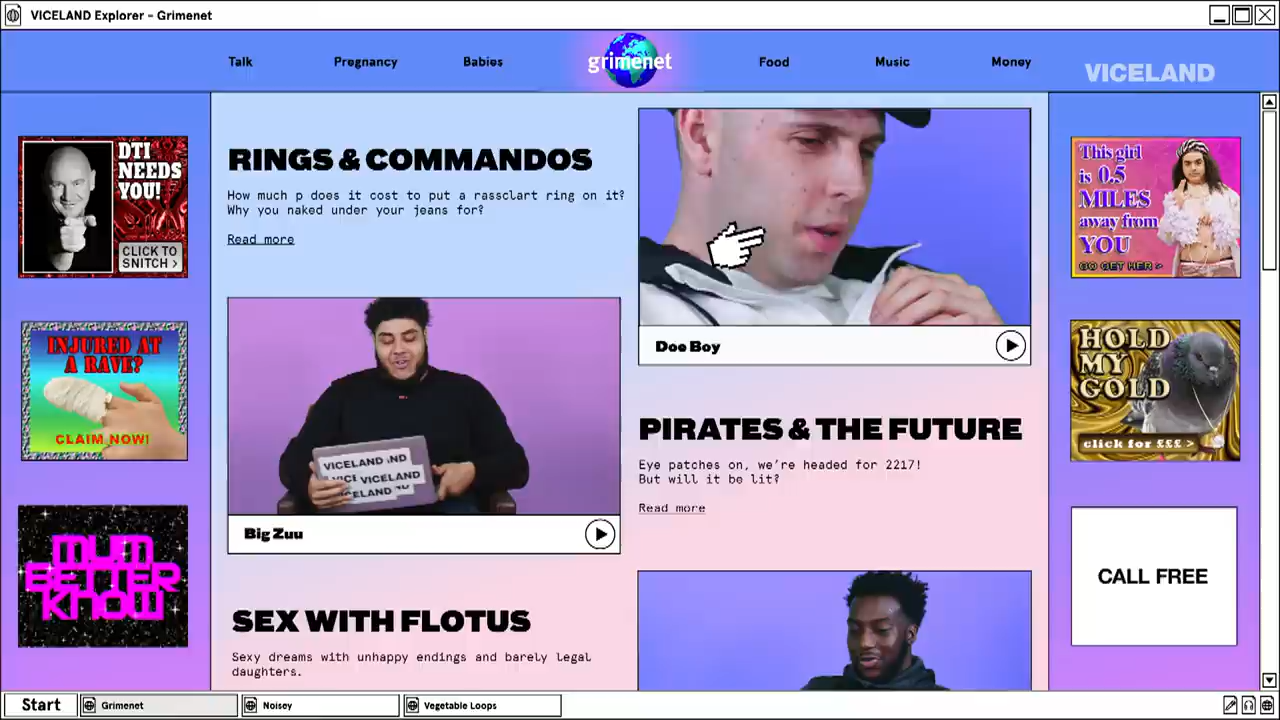 VICELAND Explorer - Grimenet
Talk
Pregnancy
Babies
grimenet
Food
Music
Money
VICELAND
DTI
NEEDS
YOU!
CLICK TO
SNITCH >
INJURED AT
A RAVE?
CLAIM NOW!
MUM
BETTER
KNOW
RINGS & COMMANDOS
How much p does it cost to put a rassclart ring on it?
Why you naked under your jeans for?
Read more
VICELAND
VICELAND
Big Zuu
SEX WITH FLOTUS
Sexy dreams with unhappy endings and barely legal
daughters.
Doe Boy
PIRATES & THE FUTURE
Eye patches on, we're headed for 2217!
But will it be lit?
Read more
This girl
is 0.5
MILES
away from
YOU
GO GET HER >
HOLD
MY
GOLD
click for £££ >
CALL FREE
Start
Grimenet
Noisey
Vegetable Loops